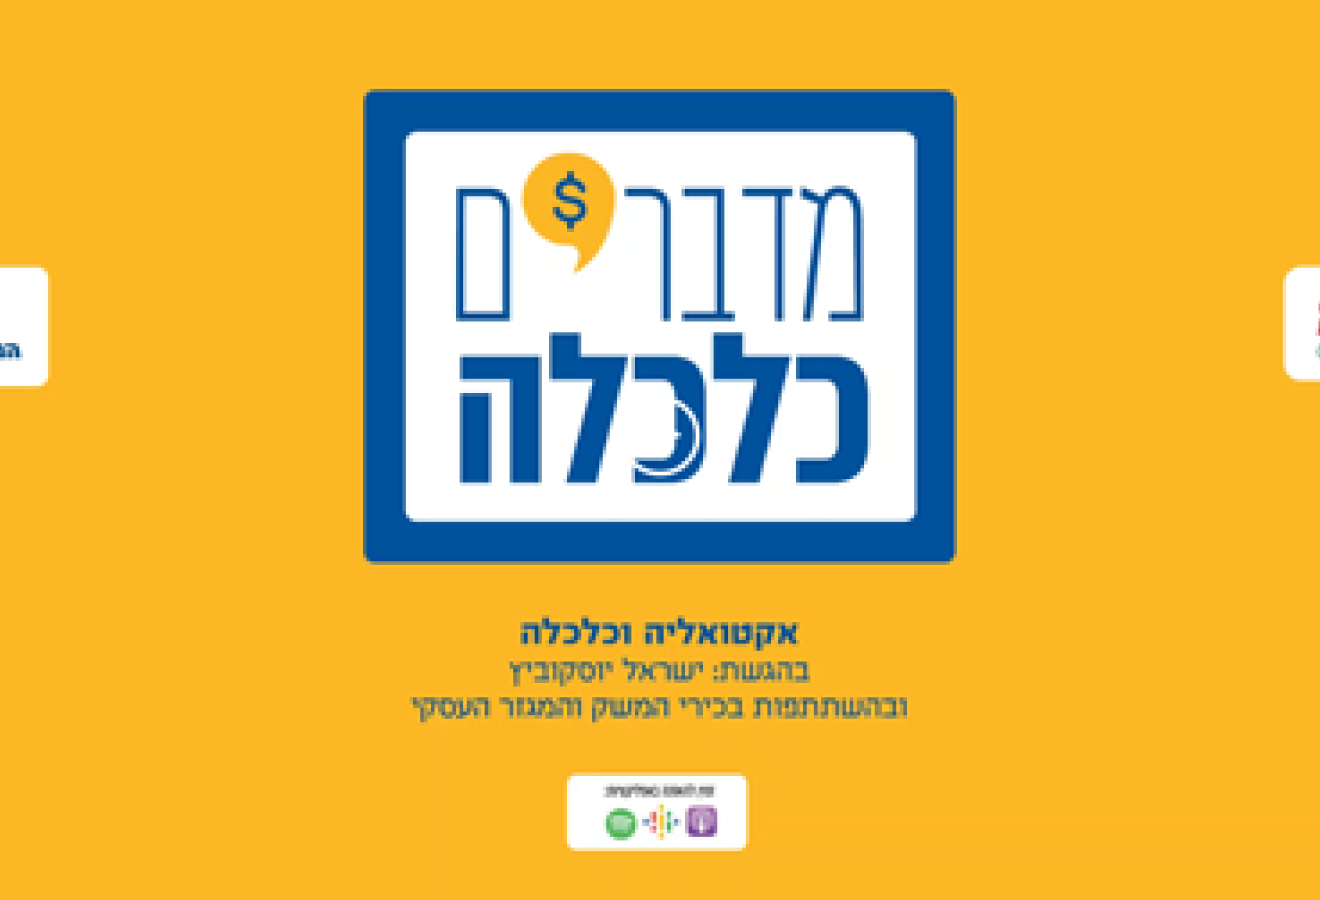 מדברים
$
כלכלה
אקטואליה וכלכלה
בהגשת: ישראל יוסקוביץ
ובהשתתפות בכירי המשק והמגזר העסקי